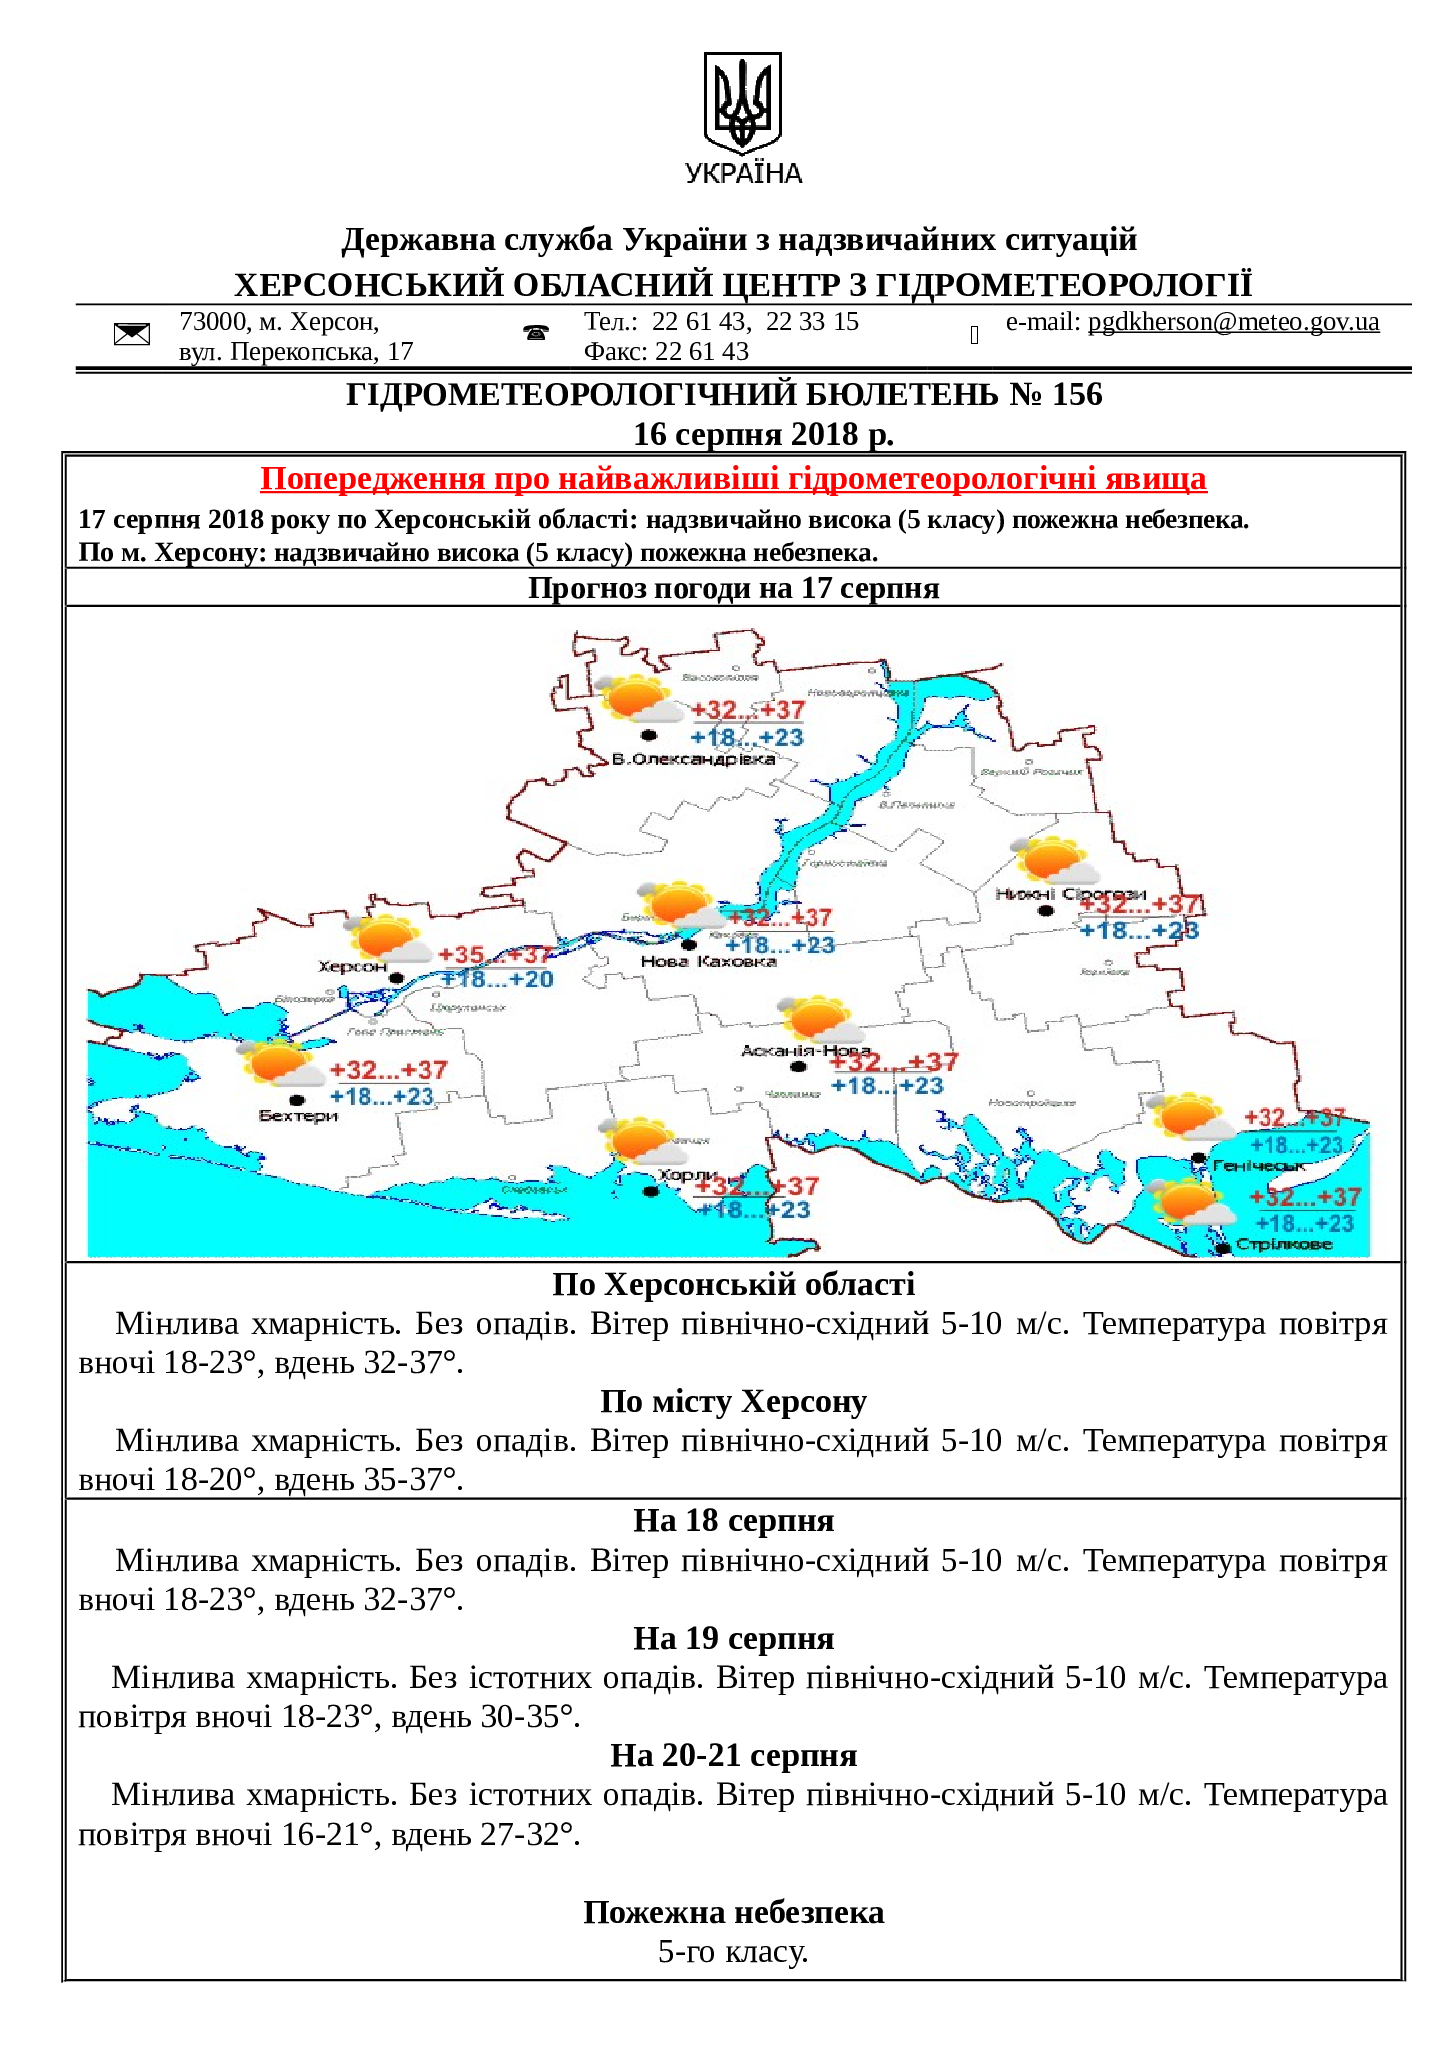 УКРАЇНА
Державна служба України з надзвичайних ситуацій
ХЕРСОНСЬКИЙ ОБЛАСНИЙ ЦЕНТР З ГІДРОМЕТЕОРОЛОГІЇ
73000, м. Херсон,
вул. Перекопська, 17
Тел.: 22 61 43, 22 33 15
Факс: 22 61 43
e-mail: pgdkherson@meteo.gov.ua
ГІДРОМЕТЕОРОЛОГІЧНИЙ БЮЛЕТЕНЬ № 156
16 серпня 2018 р.
Попередження про найважливіші гідрометеорологічні явища
17 серпня 2018 року по Херсонській області: надзвичайно висока (5 класу) пожежна небезпека.
По м. Херсону: надзвичайно висока (5 класу) пожежна небезпека.
Прогноз погоди на 17 серпня
+32...+37
+18...+23
В.Олександрівка
Нижні Сірогози
+32...+37
+18...+23
+32...+37
+18...+23
Нова Каховка
Херсон
+35...+37
+18...+20
Асканія-Нова
+32...+37
+18...+23
+32...+37
+18...+23
Бехтери
+32...+37
+18...+23
Генічеськ
Хорли
+32...+37
+18...+23
+32...+37
+18...+23
Стрілкове
По Херсонській області
Мінлива хмарність. Без опадів. Вітер північно-східний 5-10 м/с. Температура повітря
вночі 18-23°, вдень 32-37°.
По місту Херсону
Мінлива хмарність. Без опадів. Вітер північно-східний 5-10 м/с. Температура повітря
вночі 18-20°, вдень 35-37°.
На 18 серпня
Мінлива хмарність. Без опадів. Вітер північно-східний 5-10 м/с. Температура повітря
вночі 18-23°, вдень 32-37°.
На 19 серпня
Мінлива хмарність. Без істотних опадів. Вітер північно-східний 5-10 м/с. Температура
повітря вночі 18-23°, вдень 30-35°.
На 20-21 серпня
Мінлива хмарність. Без істотних опадів. Вітер північно-східний 5-10 м/с. Температура
повітря вночі 16-21°, вдень 27-32°.
Пожежна небезпека
5-го класу.